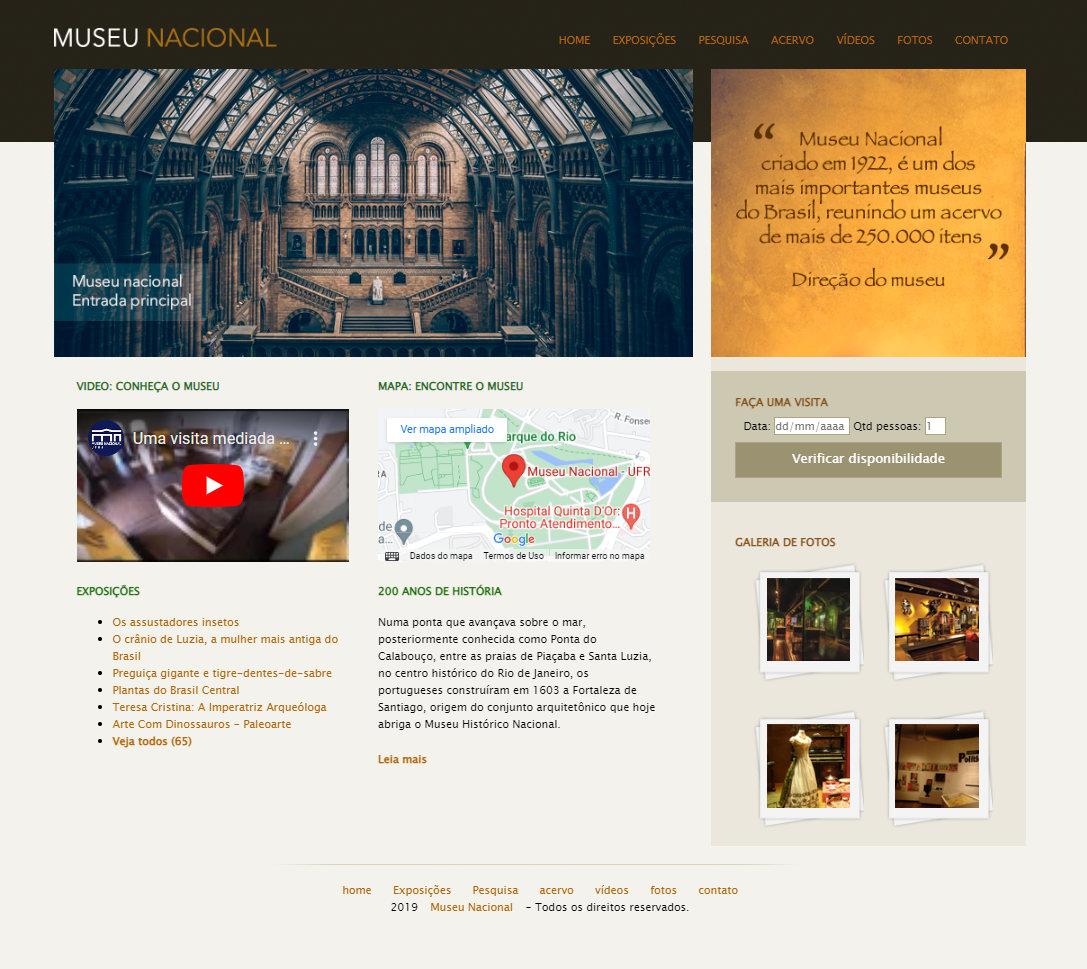 MUSEU NACIONAL
HOME EXPOSIÇÕES PESQUISA ACERVO VÍDEOS FOTOS CONTATO
Museu nacional
Entrada principal
“ Museu Nacional
criado em 1922, é um dos
mais importantes museus
do Brasil, reunindo um acervo
de mais de 250.000 itens ”
Direção do museu
VIDEO: CONHEÇA O MUSEU
Uma visita mediada ...
MAPA: ENCONTRE O MUSEU
Ver mapa ampliado
R. Fonse
arque do Rio
Museu Nacional - UFR
Hospital Quinta D'Or:
Pronto Atendimento...
de
a...
Google
Dados do mapa Termos de Uso Informar erro no mapa
FAÇA UMA VISITA
Data: dd/mm/aaaa Qtd pessoas: 1
Verificar disponibilidade
EXPOSIÇÕES
Os assustadores insetos
O crânio de Luzia, a mulher mais antiga do
Brasil
Preguiça gigante e tigre-dentes-de-sabre
Plantas do Brasil Central
Teresa Cristina: A Imperatriz Arqueóloga
Arte Com Dinossauros - Paleoarte
Veja todos (65)
200 ANOS DE HISTÓRIA
Numa ponta que avançava sobre o mar,
posteriormente conhecida como Ponta do
Calabouço, entre as praias de Piaçaba e Santa Luzia,
no centro histórico do Rio de Janeiro, os
portugueses construíram em 1603 a Fortaleza de
Santiago, origem do conjunto arquitetônico que hoje
abriga o Museu Histórico Nacional.
Leia mais
GALERIA DE FOTOS
home Exposições Pesquisa acervo vídeos fotos contato
2019 Museu Nacional - Todos os direitos reservados.